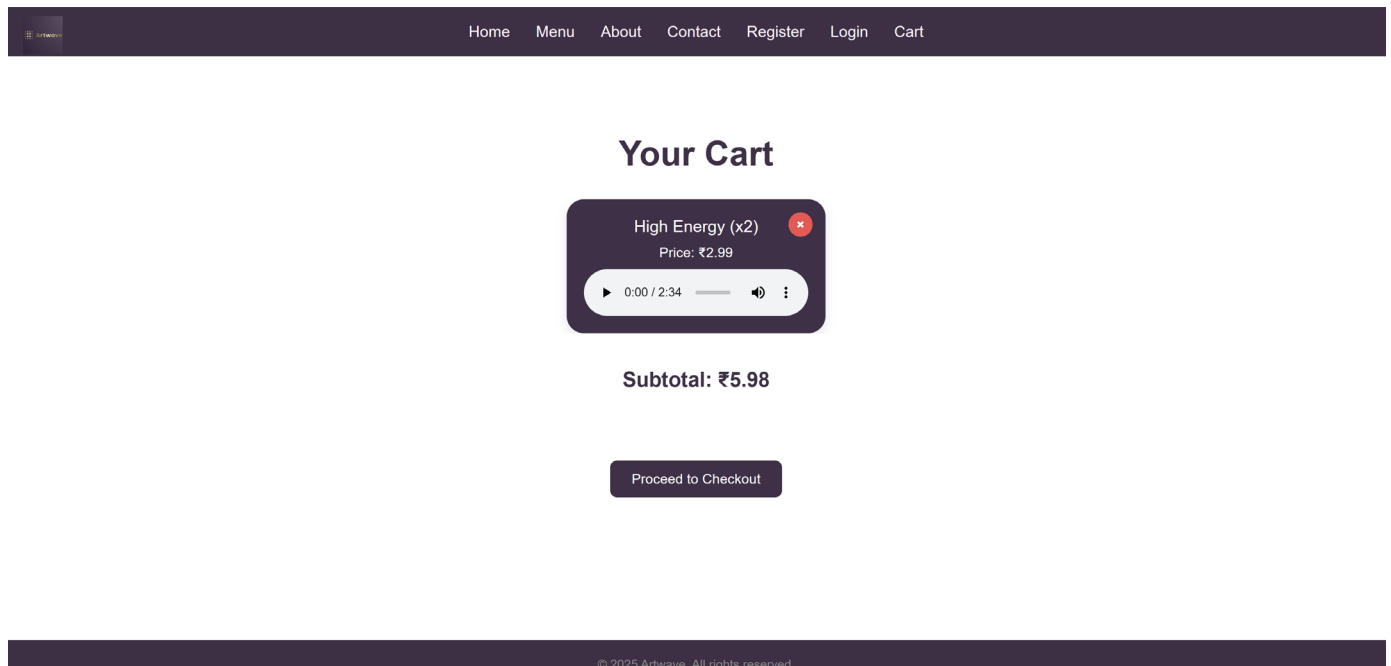 Artwave
Home Menu About Contact Register Login Cart
Your Cart
High Energy (x2)
Price: ₹2.99
0:00 / 2:34
Subtotal: ₹5.98
Proceed to Checkout
© 2025 Artwave. All rights reserved.